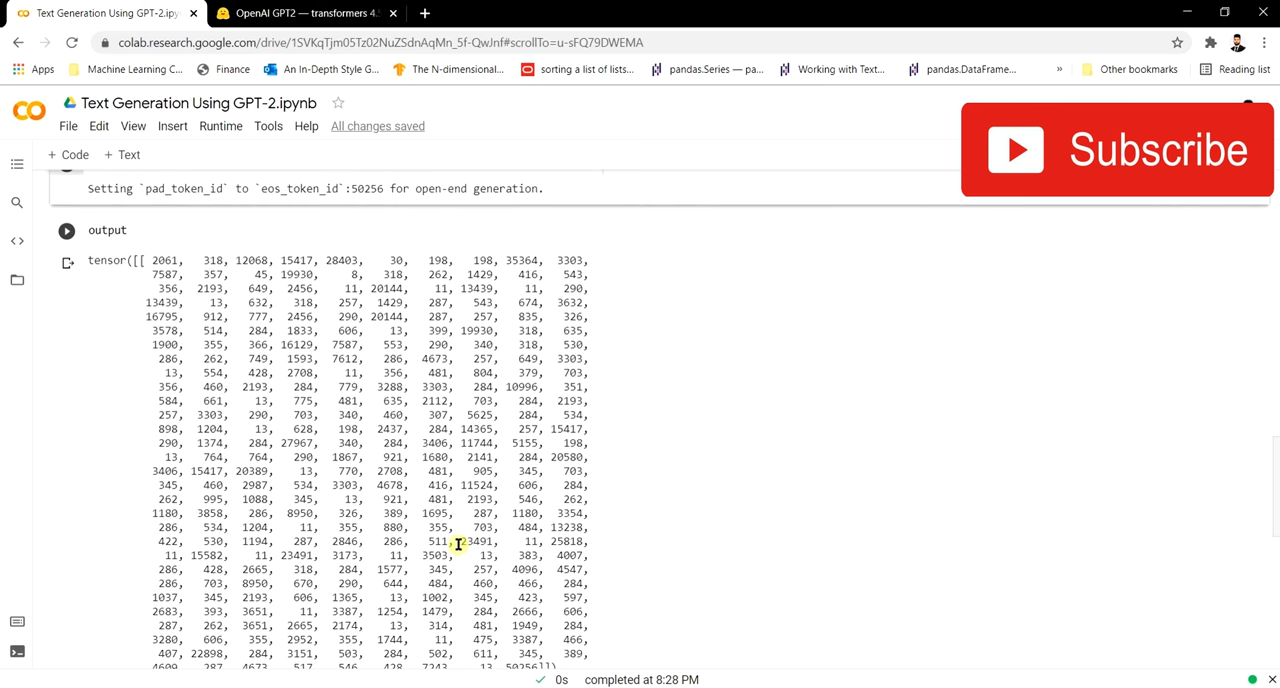 Text Generation Using GPT-2.ipy
OpenAI GPT2 — transformers 4.
colab.research.google.com/drive/1SVKqTjm05Tz02NuZSdnAqMn_5f-QwJnf#scrollTo=u-sFQ79DWEMA
Apps Machine Learning C... Finance An In-Depth Style G... The N-dimensional... sorting a list of lists... pandas.Series — pa... Working with Text... pandas.DataFrame... » Other bookmarks Reading list
Text Generation Using GPT-2.ipynb
File Edit View Insert Runtime Tools Help All changes saved
Subscribe
+ Code + Text
Setting `pad_token_id` to `eos_token_id`:50256 for open-end generation.
output
tensor([[ 2061, 318, 12068, 15417, 28403, 30, 198, 198, 35364, 3303,
7587, 357, 45, 19930, 8, 318, 262, 1429, 416, 543,
356, 2193, 649, 2456, 11, 20144, 11, 13439, 11, 290,
13439, 13, 632, 318, 257, 1429, 287, 543, 674, 3632,
16795, 912, 777, 2456, 290, 20144, 287, 257, 835, 326,
3578, 514, 284, 1833, 606, 13, 399, 19930, 318, 635,
1900, 355, 366, 16129, 7587, 553, 290, 340, 318, 530,
286, 262, 749, 1593, 7612, 286, 4673, 257, 649, 3303,
13, 554, 428, 2708, 11, 356, 481, 804, 379, 703,
356, 460, 2193, 284, 779, 3288, 3303, 284, 10996, 351,
584, 661, 13, 775, 481, 635, 2112, 703, 284, 2193,
257, 3303, 290, 703, 340, 460, 307, 5625, 284, 534,
898, 1204, 13, 628, 198, 2437, 284, 14365, 257, 15417,
290, 1374, 284, 27967, 340, 284, 3406, 11744, 5155, 198,
13, 764, 764, 290, 1867, 921, 1680, 2141, 284, 20580,
3406, 15417, 20389, 13, 770, 2708, 481, 905, 345, 703,
345, 460, 2987, 534, 3303, 4678, 416, 11524, 606, 284,
262, 995, 1088, 345, 13, 921, 481, 2193, 546, 262,
1180, 3858, 286, 8950, 326, 389, 1695, 287, 1180, 3354,
286, 534, 1204, 11, 355, 880, 355, 703, 484, 13238,
422, 530, 1194, 287, 2846, 286, 511, 23491, 11, 25818,
11, 15582, 11, 23491, 3173, 11, 3503, 13, 383, 4007,
286, 428, 2665, 318, 284, 1577, 345, 257, 4096, 4547,
286, 703, 8950, 670, 290, 644, 484, 460, 466, 284,
1037, 345, 2193, 606, 1365, 13, 1002, 345, 423, 597,
2683, 393, 3651, 11, 3387, 1254, 1479, 284, 2666, 606,
287, 262, 3651, 2665, 2174, 13, 314, 481, 1949, 284,
3280, 606, 355, 2952, 355, 1744, 11, 475, 3387, 466,
407, 22898, 284, 3151, 503, 284, 502, 611, 345, 389,
4609, 287, 4673, 517, 546, 428, 7243, 13, 50256]])
0s completed at 8:28 PM